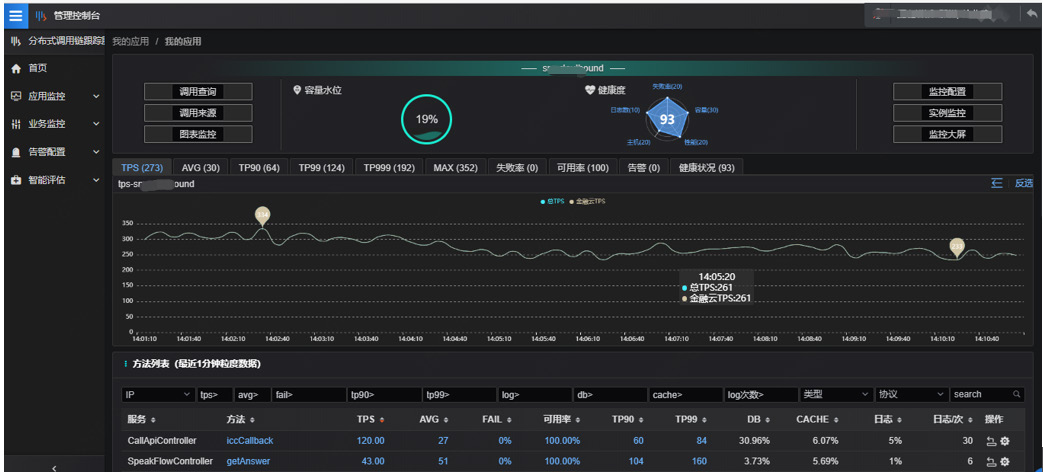 管理控制台
分布式调用链跟踪
我的应用 / 我的应用
首页
应用监控
业务监控
告警配置
智能评估
调用查询
调用来源
图表监控
容量水位
19%
健康度
失败率(20)
日志数(10)
容量(30)
93
主机(20)
性能(20)
监控配置
实例监控
监控大屏
TPS (273) AVG (30) TP90 (64) TP99 (124) TP999 (192) MAX (352) 失败率 (0) 可用率 (100) 告警 (0) 健康状况 (93)
反选
总TPS 金融云TPS
350
300
250
200
150
100
50
0
334
233
14:05:20
总TPS:261
金融云TPS:261
14:01:10 14:01:40 14:02:10 14:02:40 14:03:10 14:03:40 14:04:10 14:04:40 14:05:10 14:05:40 14:06:10 14:06:40 14:07:10 14:07:40 14:08:10 14:08:40 14:09:10 14:09:40 14:10:10 14:10:40
方法列表（最近1分钟粒度数据）
IP tps> avg> fail> tp90> tp99> log> db> cache> log次数> 类型 协议 search
服务 方法 TPS AVG FAIL 可用率 TP90 TP99 DB CACHE 日志 日志/次 操作
CallApiController iccCallback 120.00 27 0% 100.00% 60 84 30.96% 6.07% 5% 30
SpeakFlowController getAnswer 43.00 51 0% 100.00% 104 160 3.73% 5.69% 1% 6